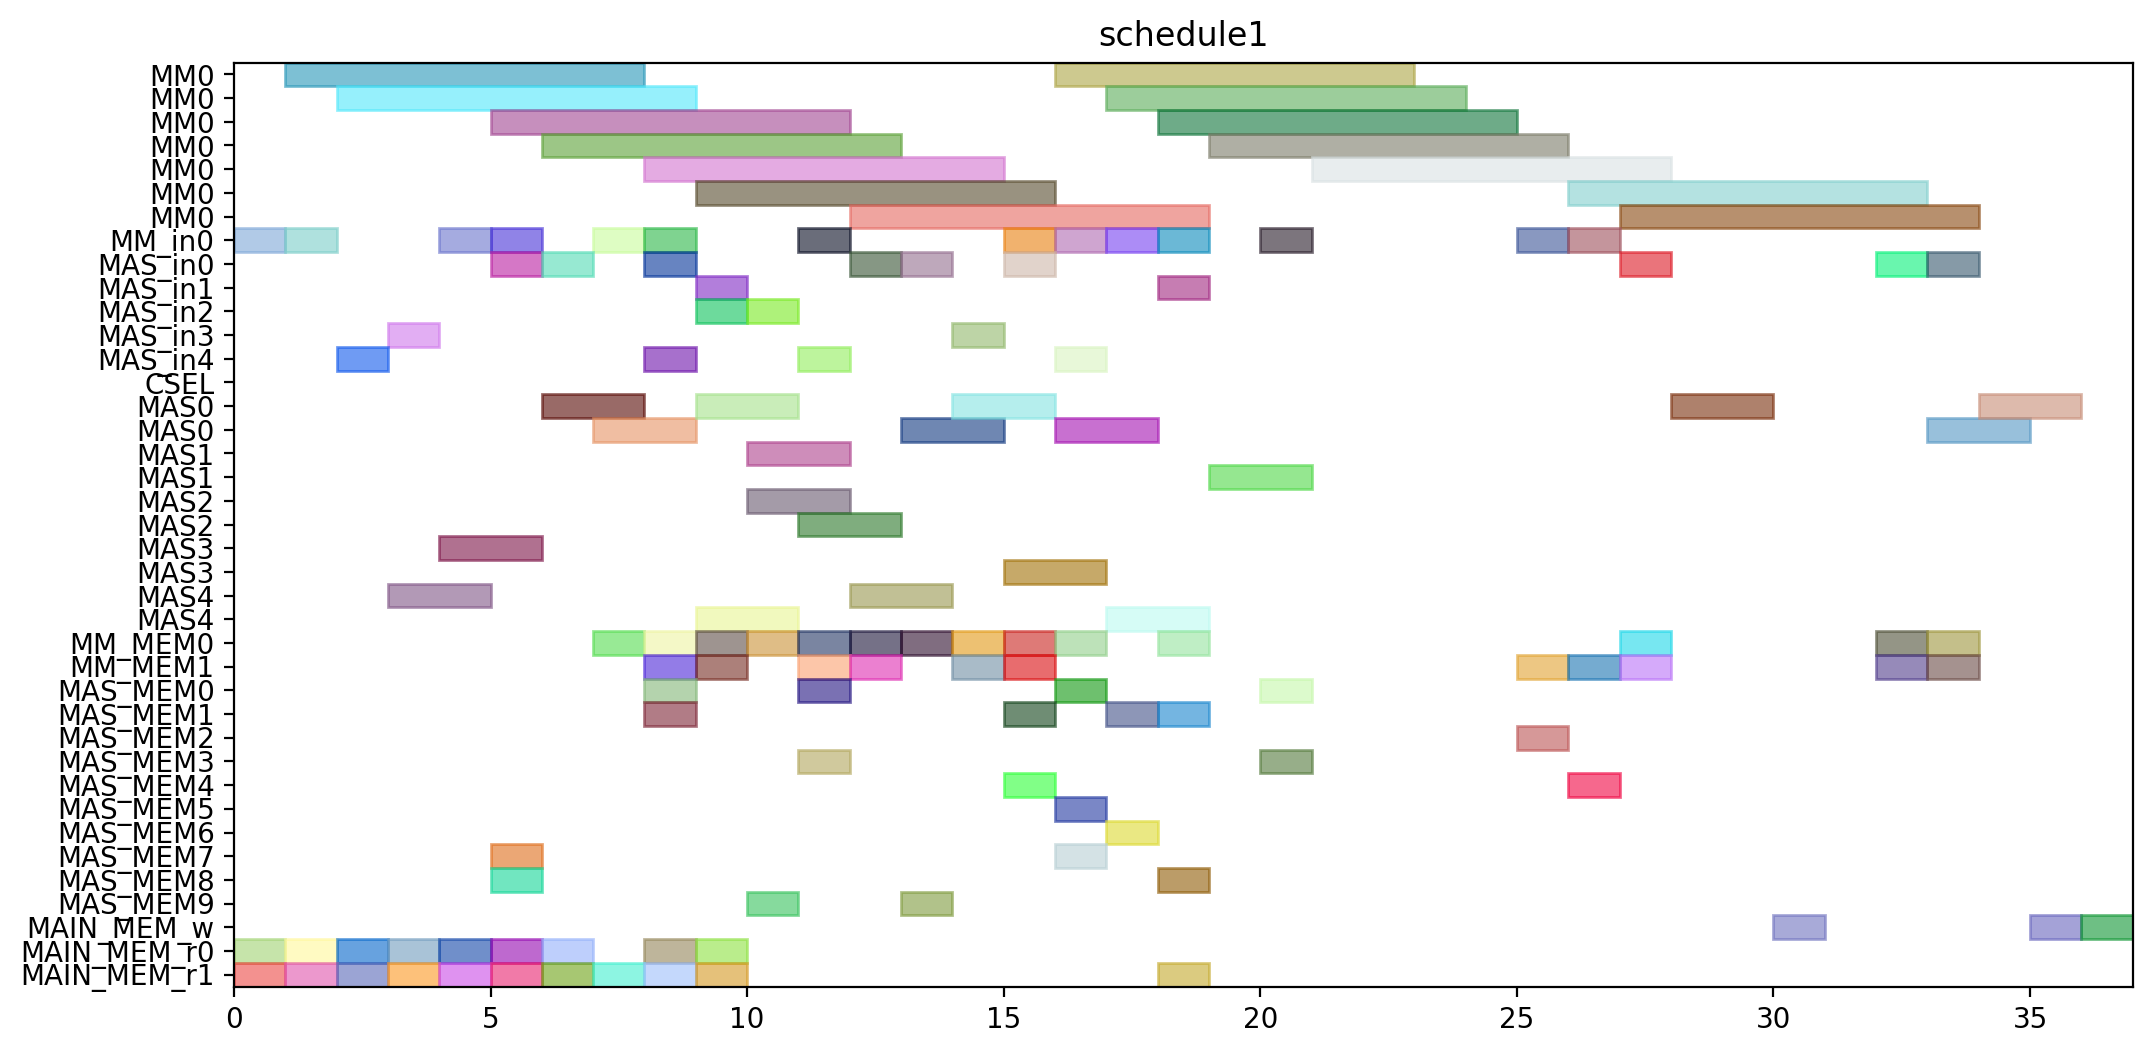 schedule1
MM0
MM0
MM0
MM0
MM0
MM0
MM0
MM_in0
MAS_in0
MAS_in1
MAS_in2
MAS_in3
MAS_in4
CSEL
MAS0
MAS0
MAS1
MAS1
MAS2
MAS2
MAS3
MAS3
MAS4
MAS4
MM_MEM0
MM_MEM1
MAS_MEM0
MAS_MEM1
MAS_MEM2
MAS_MEM3
MAS_MEM4
MAS_MEM5
MAS_MEM6
MAS_MEM7
MAS_MEM8
MAS_MEM9
MAIN_MEM_w
MAIN_MEM_r0
MAIN_MEM_r1
0 5 10 15 20 25 30 35